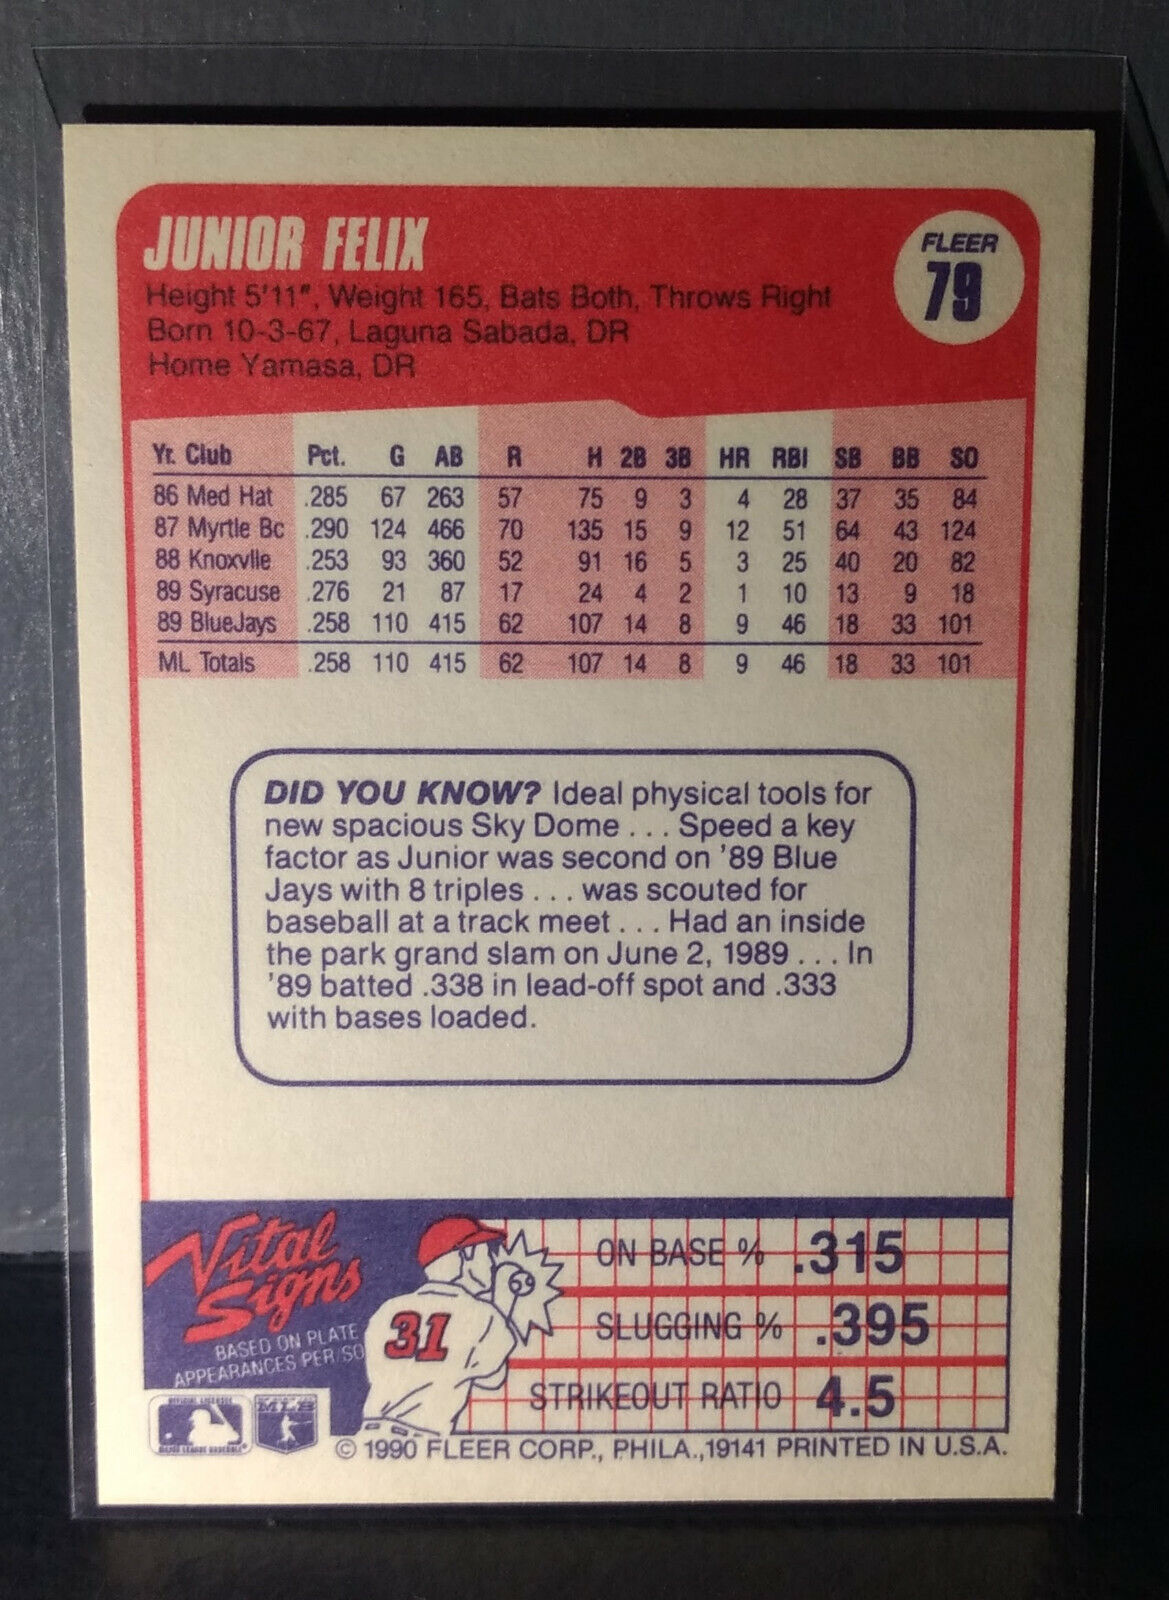 JUNIOR FELIX
FLEER
79
Height 5'11", Weight 165, Bats Both, Throws Right
Born 10-3-67, Laguna Sabada, DR
Home Yamasa, DR
Yr. Club Pct. G AB R H 2B 3B HR RBI SB BB SO
86 Med Hat .285 67 263 57 75 9 3 4 28 37 35 84
87 Myrtle Bc .290 124 466 70 135 15 9 12 51 64 43 124
88 Knoxvlle .253 93 360 52 91 16 5 3 25 40 20 82
89 Syracuse .276 21 87 17 24 4 2 1 10 13 9 18
89 BlueJays .258 110 415 62 107 14 8 9 46 18 33 101
ML Totals .258 110 415 62 107 14 8 9 46 18 33 101
DID YOU KNOW? Ideal physical tools for
new spacious Sky Dome . . . Speed a key
factor as Junior was second on '89 Blue
Jays with 8 triples . . . was scouted for
baseball at a track meet . . . Had an inside
the park grand slam on June 2, 1989 . . . In
'89 batted .338 in lead-off spot and .333
with bases loaded.
Vital
Signs
BASED ON PLATE
APPEARANCES PER/SO
31
ON BASE % .315
SLUGGING % .395
STRIKEOUT RATIO 4.5
MLB
© 1990 FLEER CORP., PHILA.,19141 PRINTED IN U.S.A.